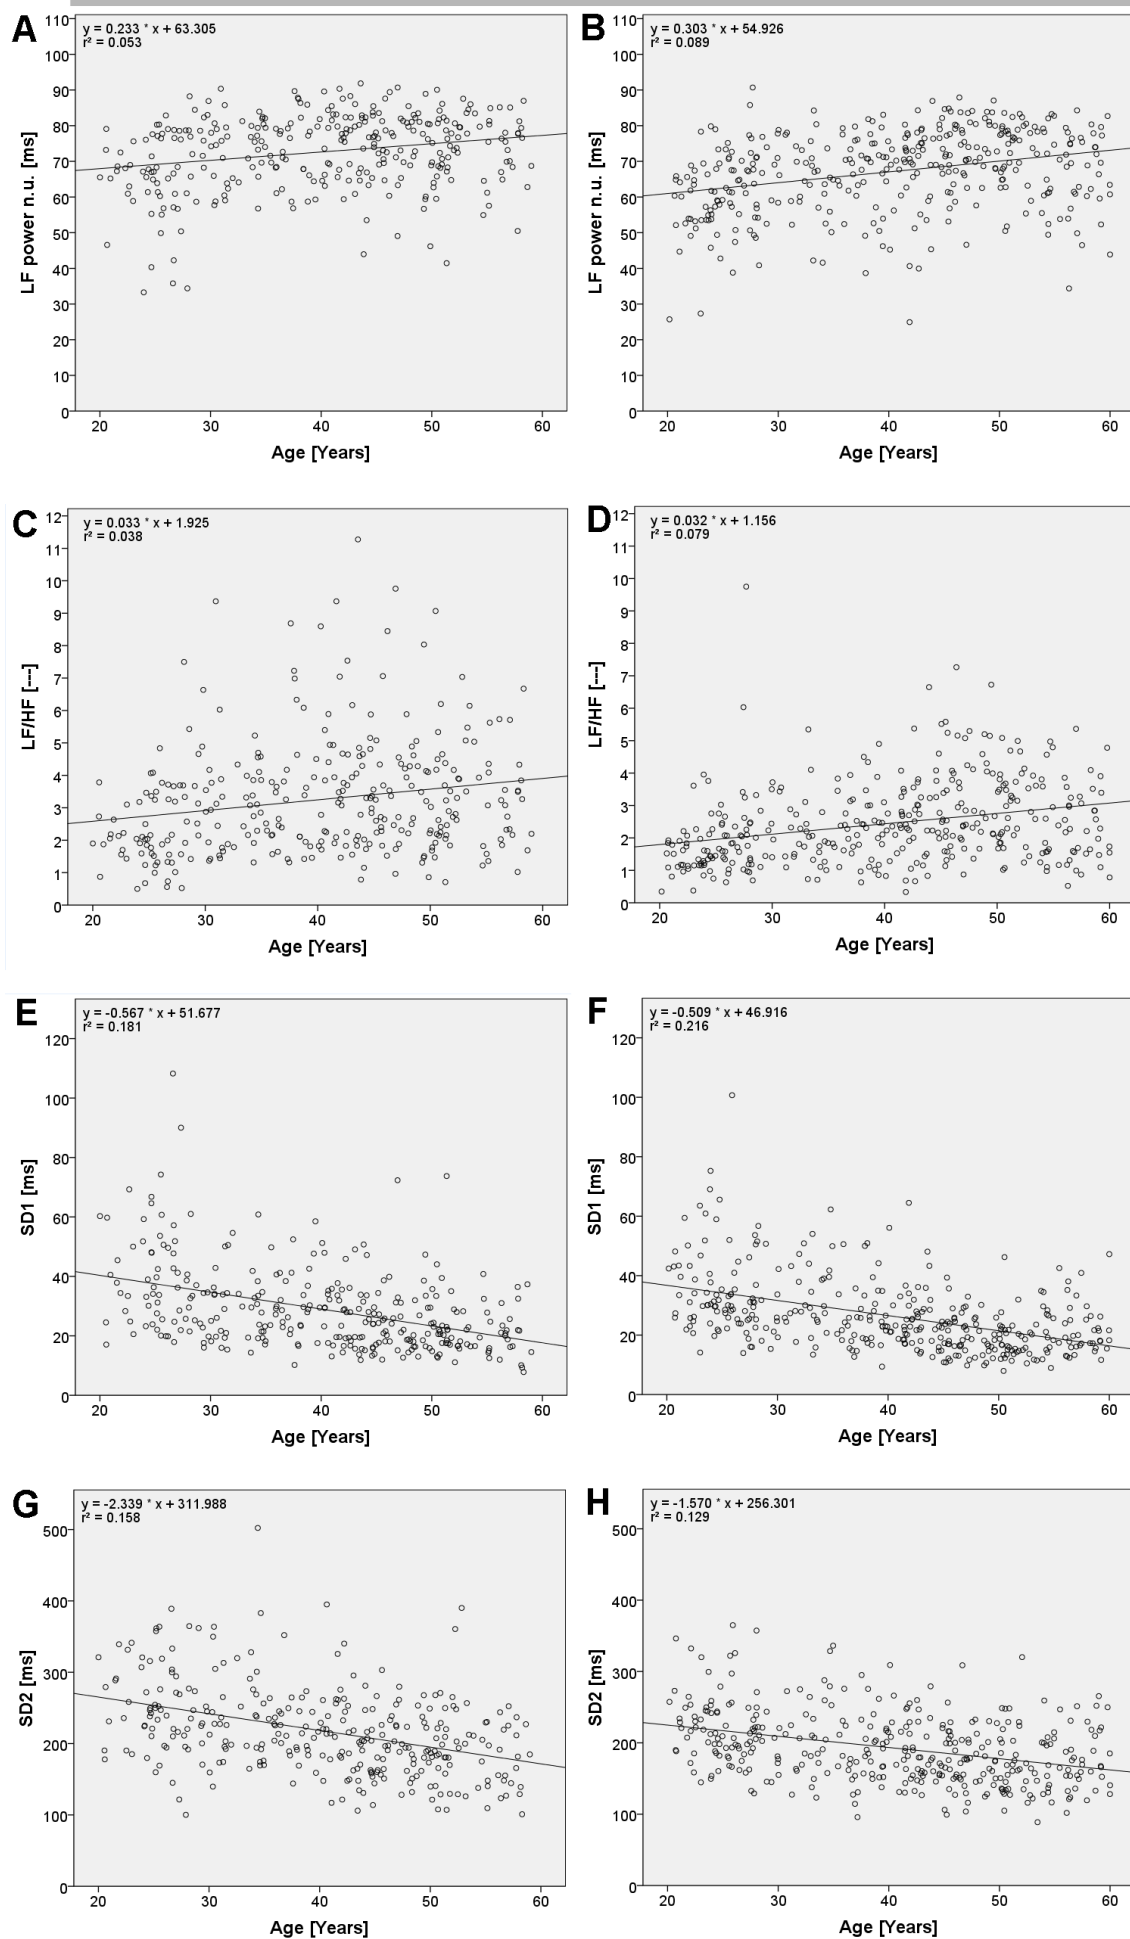 A
y = 0.233 * x + 63.305
r² = 0.053
110
100
90
80
70
60
50
40
30
20
10
0
LF power n.u. [ms]
20 30 40 50 60
Age [Years]
B
y = 0.303 * x + 54.926
r² = 0.089
110
100
90
80
70
60
50
40
30
20
10
0
LF power n.u. [ms]
20 30 40 50 60
Age [Years]
C
y = 0.033 * x + 1.925
r² = 0.038
12
11
10
9
8
7
6
5
4
3
2
1
0
LF/HF [---]
20 30 40 50 60
Age [Years]
D
y = 0.032 * x + 1.156
r² = 0.079
12
11
10
9
8
7
6
5
4
3
2
1
0
LF/HF [---]
20 30 40 50 60
Age [Years]
E
y = -0.567 * x + 51.677
r² = 0.181
120
100
80
60
40
20
0
SD1 [ms]
20 30 40 50 60
Age [Years]
F
y = -0.509 * x + 46.916
r² = 0.216
120
100
80
60
40
20
0
SD1 [ms]
20 30 40 50 60
Age [Years]
G
y = -2.339 * x + 311.988
r² = 0.158
500
400
300
200
100
0
SD2 [ms]
20 30 40 50 60
Age [Years]
H
y = -1.570 * x + 256.301
r² = 0.129
500
400
300
200
100
0
SD2 [ms]
20 30 40 50 60
Age [Years]